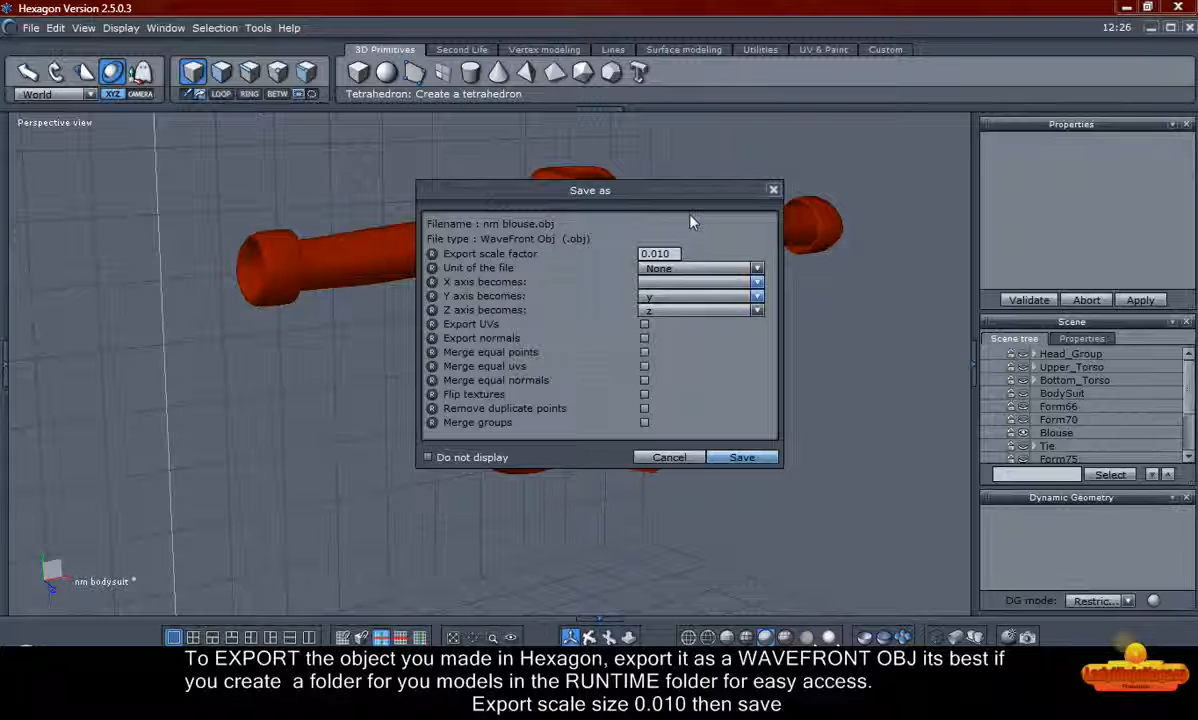 Hexagon Version 2.5.0.3
File Edit View Display Window Selection Tools Help
12:26
3D Primitives Second Life Vertex modeling Lines Surface modeling Utilities UV & Paint Custom
World XYZ CAMERA LOOP RING BETW
Tetrahedron: Create a tetrahedron
Perspective view
Properties
Save as
Filename : nm blouse.obj
File type : WaveFront Obj (.obj)
Export scale factor 0.010
Unit of the file None
X axis becomes:
Y axis becomes: y
Z axis becomes: z
Export UVs
Export normals
Merge equal points
Merge equal uvs
Merge equal normals
Flip textures
Remove duplicate points
Merge groups
Do not display Cancel Save
Validate Abort Apply
Scene
Scene tree Properties
Head_Group
Upper_Torso
Bottom_Torso
BodySuit
Form66
Form70
Blouse
Tie
Form75
Select
Dynamic Geometry
nm bodysuit *
DG mode: Restric...
To EXPORT the object you made in Hexagon, export it as a WAVEFRONT OBJ its best if
you create a folder for you models in the RUNTIME folder for easy access.
Export scale size 0.010 then save